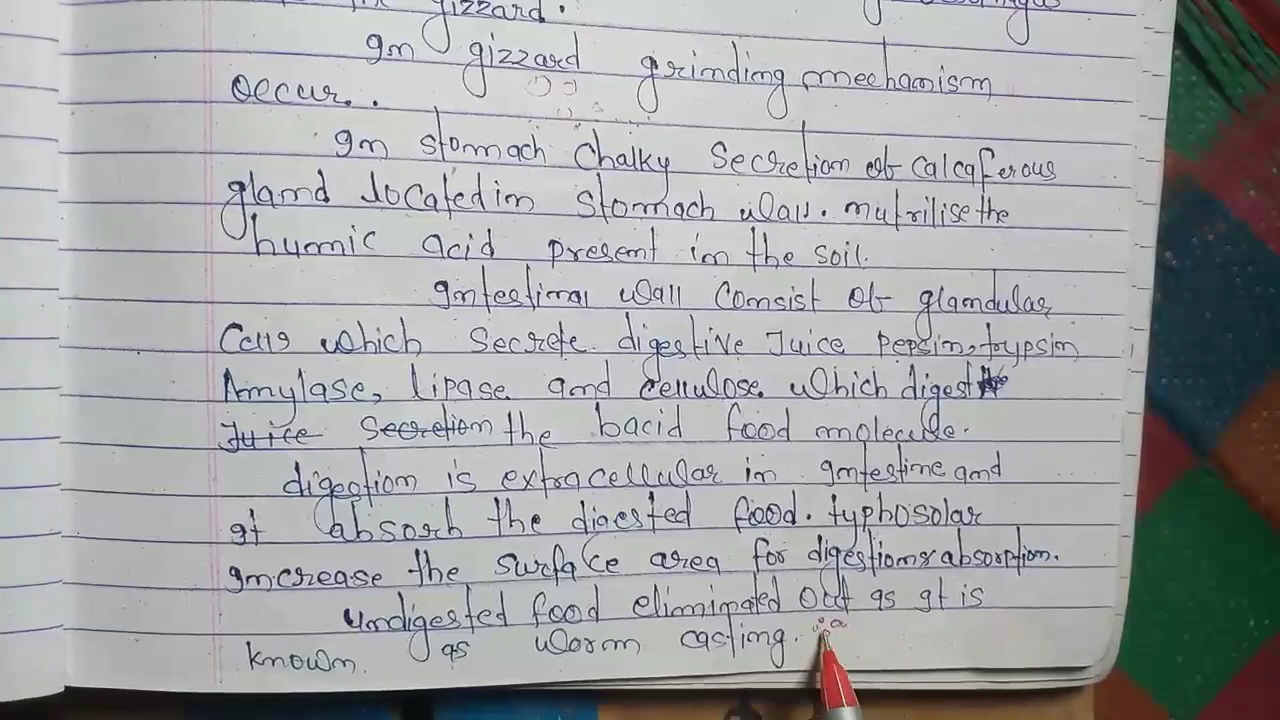 gizzard.
In gizzard grinding mechanism
occur.
In stomach chalky secretion of calcaferous
gland located in stomach wall. nutrilise the
humic acid present in the soil.
Intestinal wall consist of glandular
Cells which secrete digestive Juice pepsin, trypsin
Amylase, lipase and cellulose. which digest
Juice secretion the bacid food molecule.
digestion is extracellular in Intestine and
It absorb the digested food. typhosolar
Increase the surface area for digestion & absorption.
Undigested food eliminated out as It is
known as worm casting.